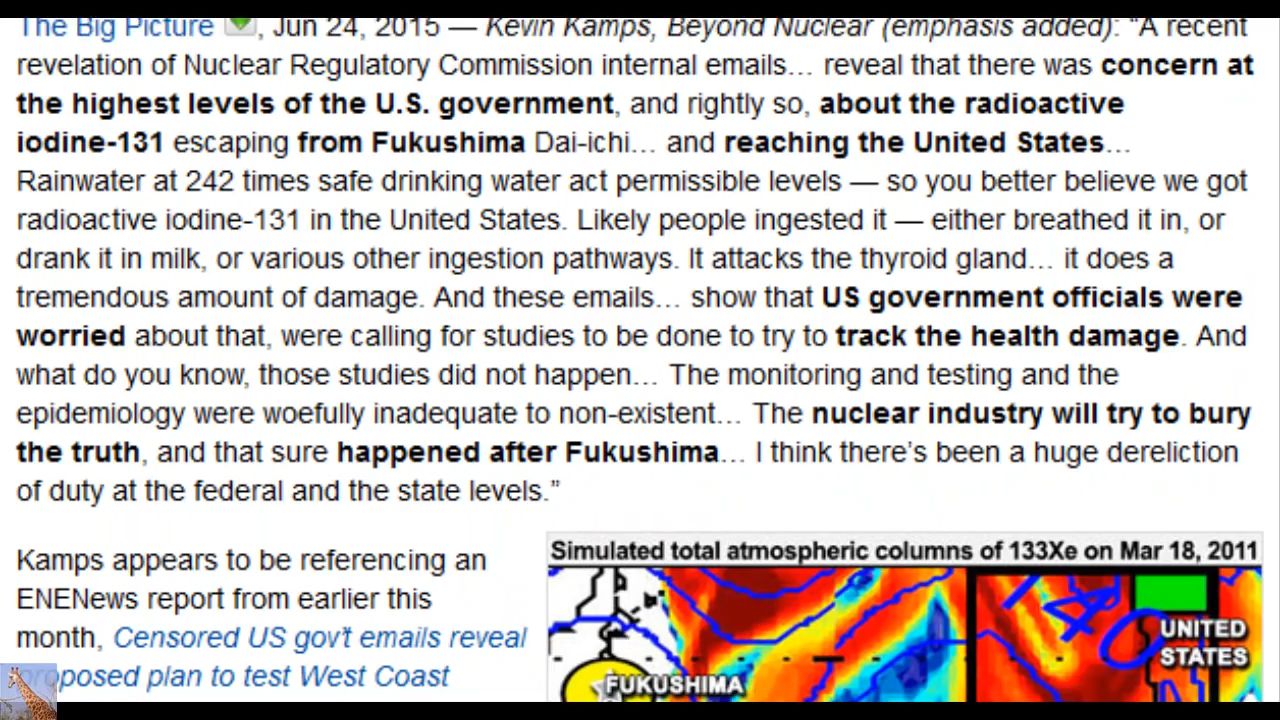 The Big Picture, Jun 24, 2015 — Kevin Kamps, Beyond Nuclear (emphasis added): “A recent
revelation of Nuclear Regulatory Commission internal emails… reveal that there was concern at
the highest levels of the U.S. government, and rightly so, about the radioactive
iodine-131 escaping from Fukushima Dai-ichi… and reaching the United States…
Rainwater at 242 times safe drinking water act permissible levels — so you better believe we got
radioactive iodine-131 in the United States. Likely people ingested it — either breathed it in, or
drank it in milk, or various other ingestion pathways. It attacks the thyroid gland… it does a
tremendous amount of damage. And these emails… show that US government officials were
worried about that, were calling for studies to be done to try to track the health damage. And
what do you know, those studies did not happen… The monitoring and testing and the
epidemiology were woefully inadequate to non-existent… The nuclear industry will try to bury
the truth, and that sure happened after Fukushima… I think there’s been a huge dereliction
of duty at the federal and the state levels.”
Kamps appears to be referencing an
ENENews report from earlier this
month, Censored US gov’t emails reveal
proposed plan to test West Coast
Simulated total atmospheric columns of 133Xe on Mar 18, 2011
140
UNITED
STATES
FUKUSHIMA